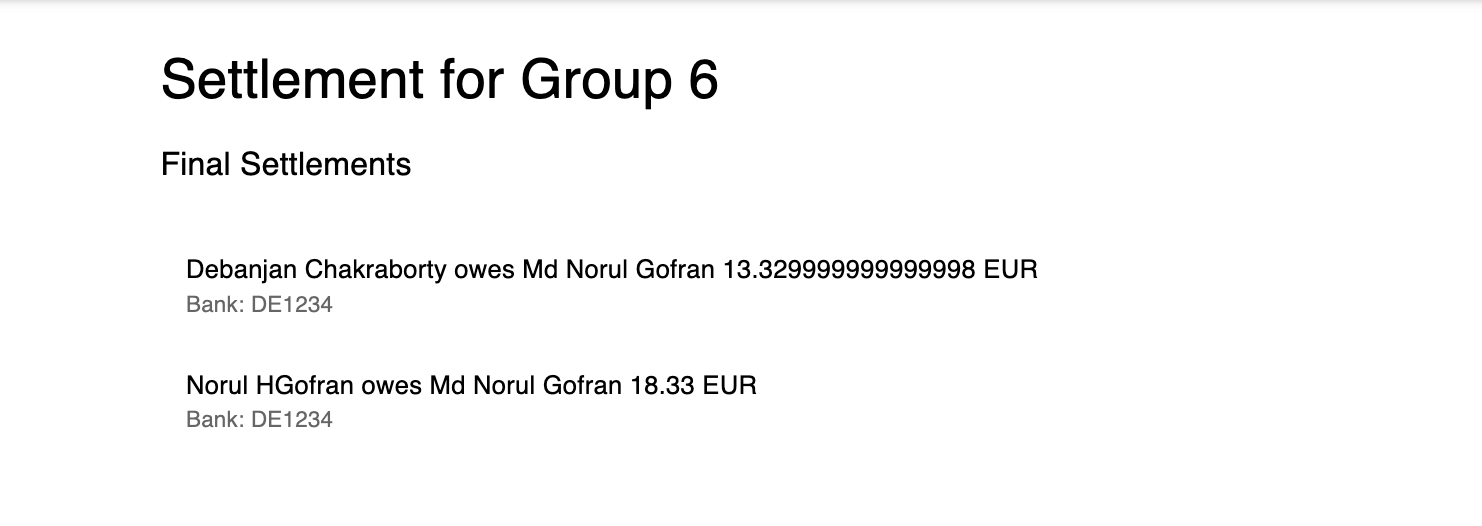 Settlement for Group 6
Final Settlements
Debanjan Chakraborty owes Md Norul Gofran 13.329999999999998 EUR
Bank: DE1234
Norul HGofran owes Md Norul Gofran 18.33 EUR
Bank: DE1234